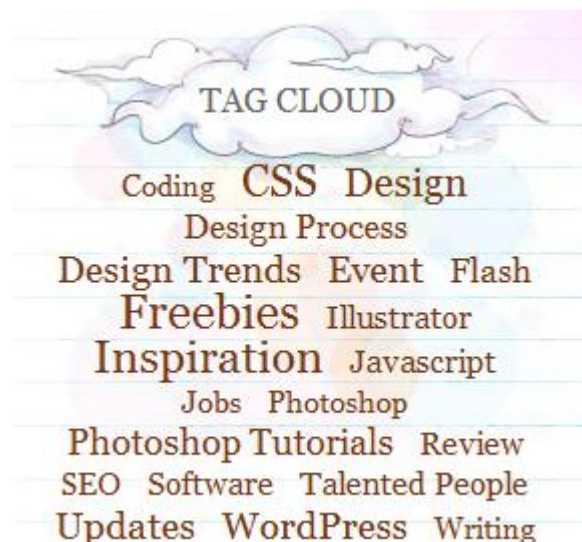 TAG CLOUD
Coding CSS Design
Design Process
Design Trends Event Flash
Freebies Illustrator
Inspiration Javascript
Jobs Photoshop
Photoshop Tutorials Review
SEO Software Talented People
Updates WordPress Writing